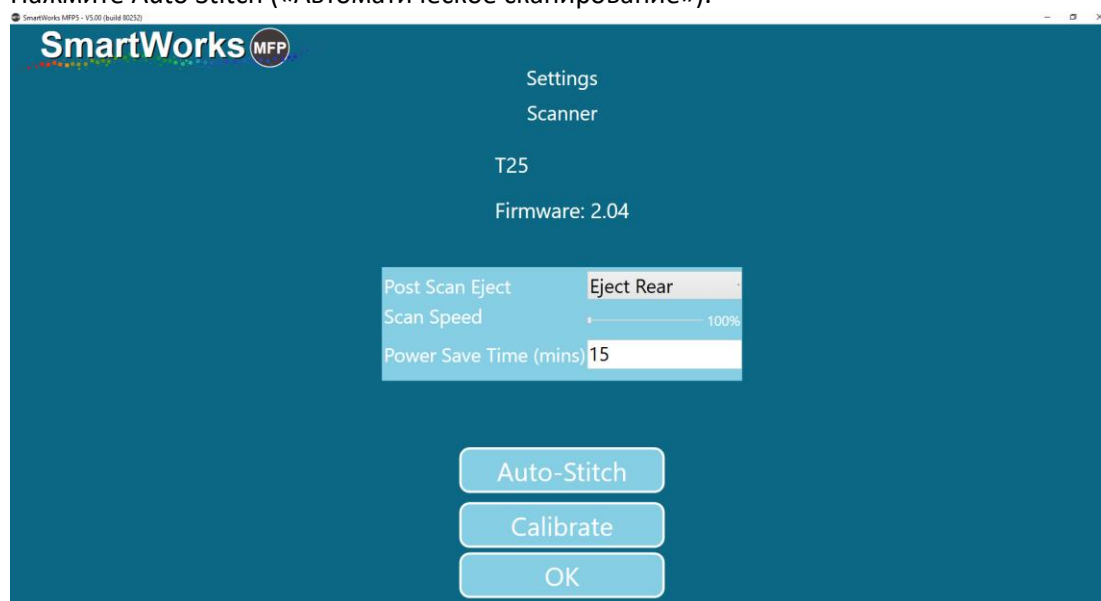 Нажмите Auto Stitch («Автоматическое сканирование»).
SmartWorks MFP5 - V5.00 (build 80252)
SmartWorks MFP
Settings
Scanner
T25
Firmware: 2.04
Post Scan Eject Eject Rear
Scan Speed 100%
Power Save Time (mins) 15
Auto-Stitch
Calibrate
OK